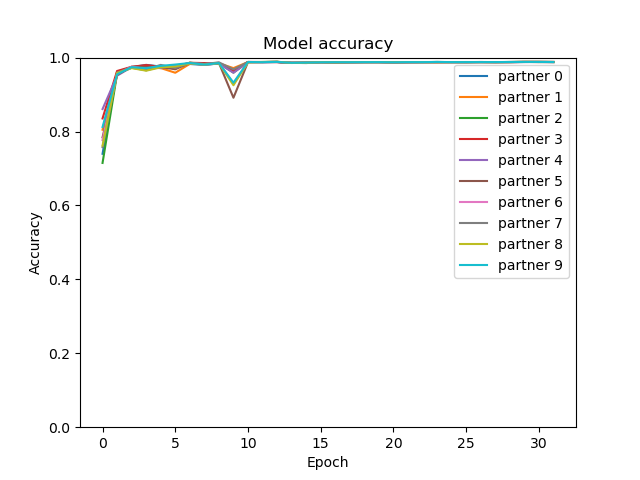 Model accuracy
1.0
0.8
0.6
0.4
0.2
0.0
Accuracy
partner 0
partner 1
partner 2
partner 3
partner 4
partner 5
partner 6
partner 7
partner 8
partner 9
0 5 10 15 20 25 30
Epoch